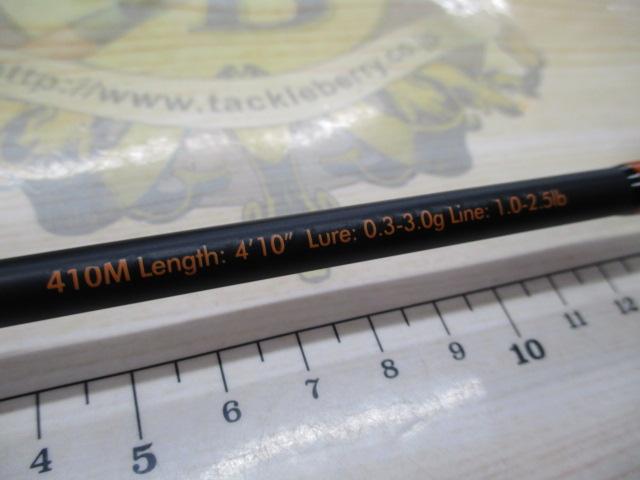 http://www.tackleberry.co.jp
410M Length: 4'10" Lure: 0.3-3.0g Line: 1.0-2.5lb
4 5 6 7 8 9 10 11 12